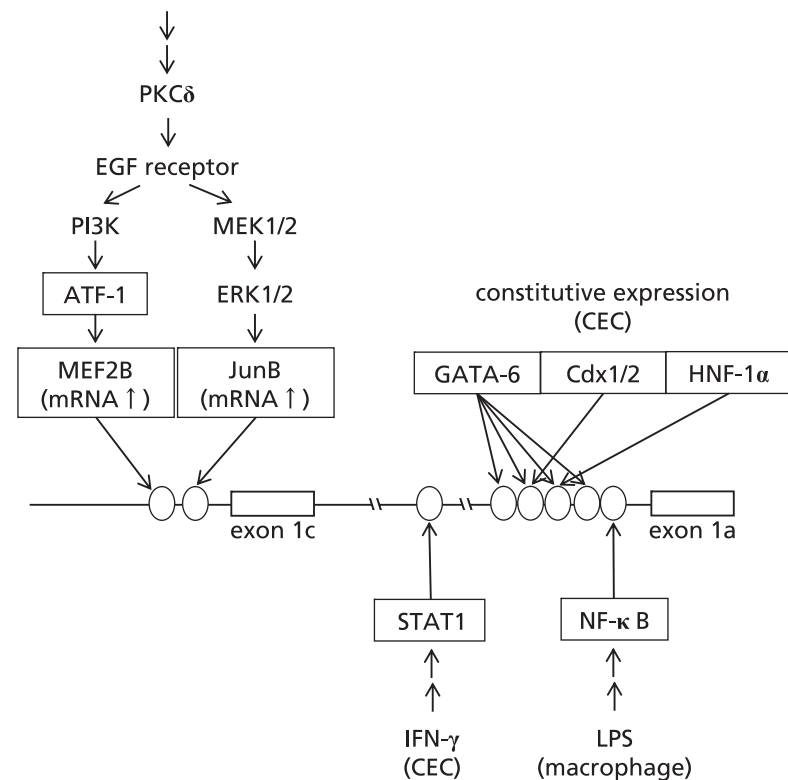 PKCδ
EGF receptor
PI3K
MEK1/2
ATF-1
ERK1/2
MEF2B
(mRNA ↑)
JunB
(mRNA ↑)
constitutive expression
(CEC)
GATA-6
Cdx1/2
HNF-1α
exon 1c
exon 1a
STAT1
NF-κ B
IFN-γ
(CEC)
LPS
(macrophage)